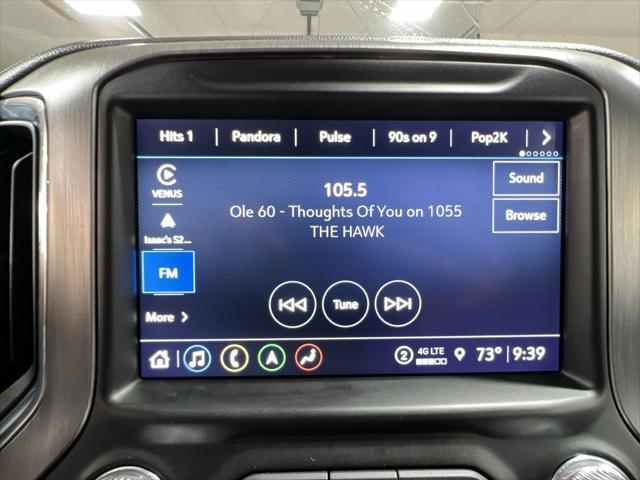 Hits 1 Pandora Pulse 90s on 9 Pop2K
VENUS
Isaac's S2...
FM
More
105.5
Ole 60 - Thoughts Of You on 1055
THE HAWK
Sound
Browse
Tune
2 4G LTE 73° 9:39